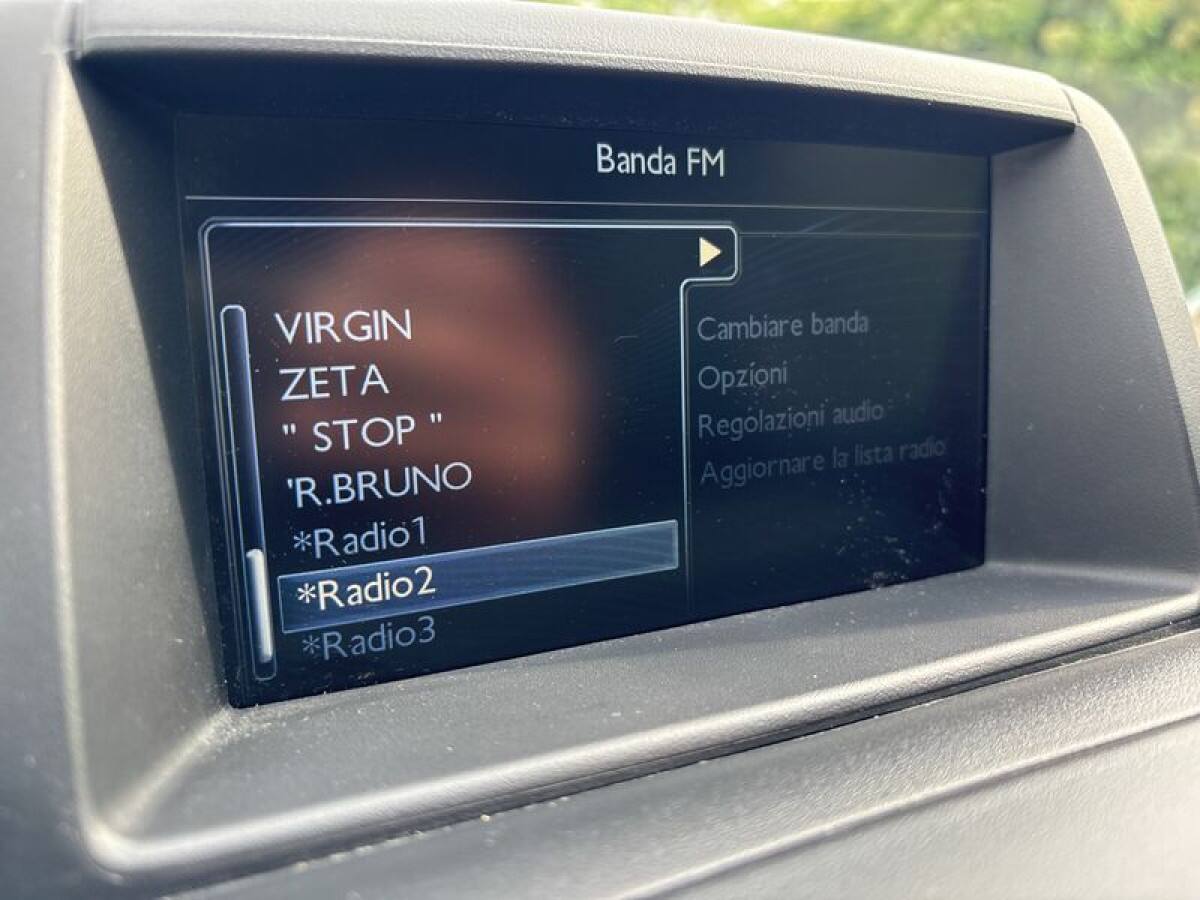 Banda FM
VIRGIN
ZETA
" STOP "
'R.BRUNO
*Radio1
*Radio2
*Radio3
Cambiare banda
Opzioni
Regolazioni audio
Aggiornare la lista radio